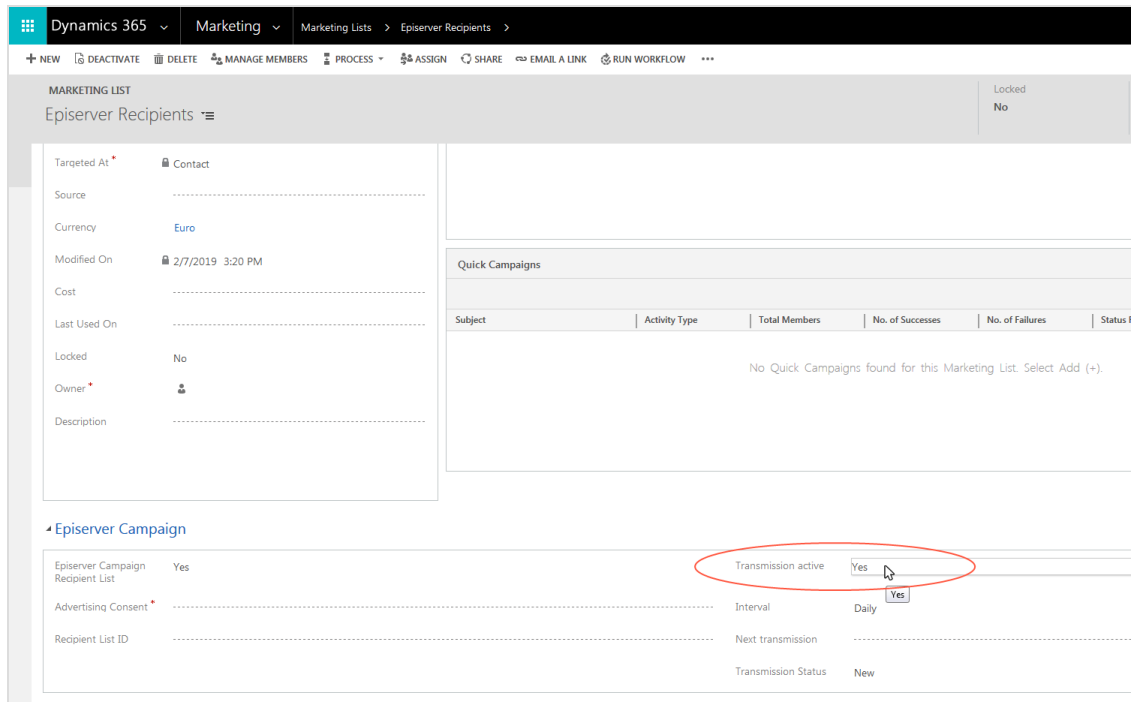 Dynamics 365 Marketing Marketing Lists > Episerver Recipients >
NEW DEACTIVATE DELETE MANAGE MEMBERS PROCESS ASSIGN SHARE EMAIL A LINK RUN WORKFLOW •••
MARKETING LIST
Episerver Recipients
Locked
No
Targeted At *
Contact
Source
Currency
Euro
Modified On
2/7/2019 3:20 PM
Cost
Last Used On
Locked
No
Owner *
Description
Quick Campaigns
Subject Activity Type Total Members No. of Successes No. of Failures Status
No Quick Campaigns found for this Marketing List. Select Add (+).
Episerver Campaign
Episerver Campaign
Recipient List
Yes
Advertising Consent *
Recipient List ID
Transmission active
Yes
Yes
Interval
Daily
Next transmission
Transmission Status
New